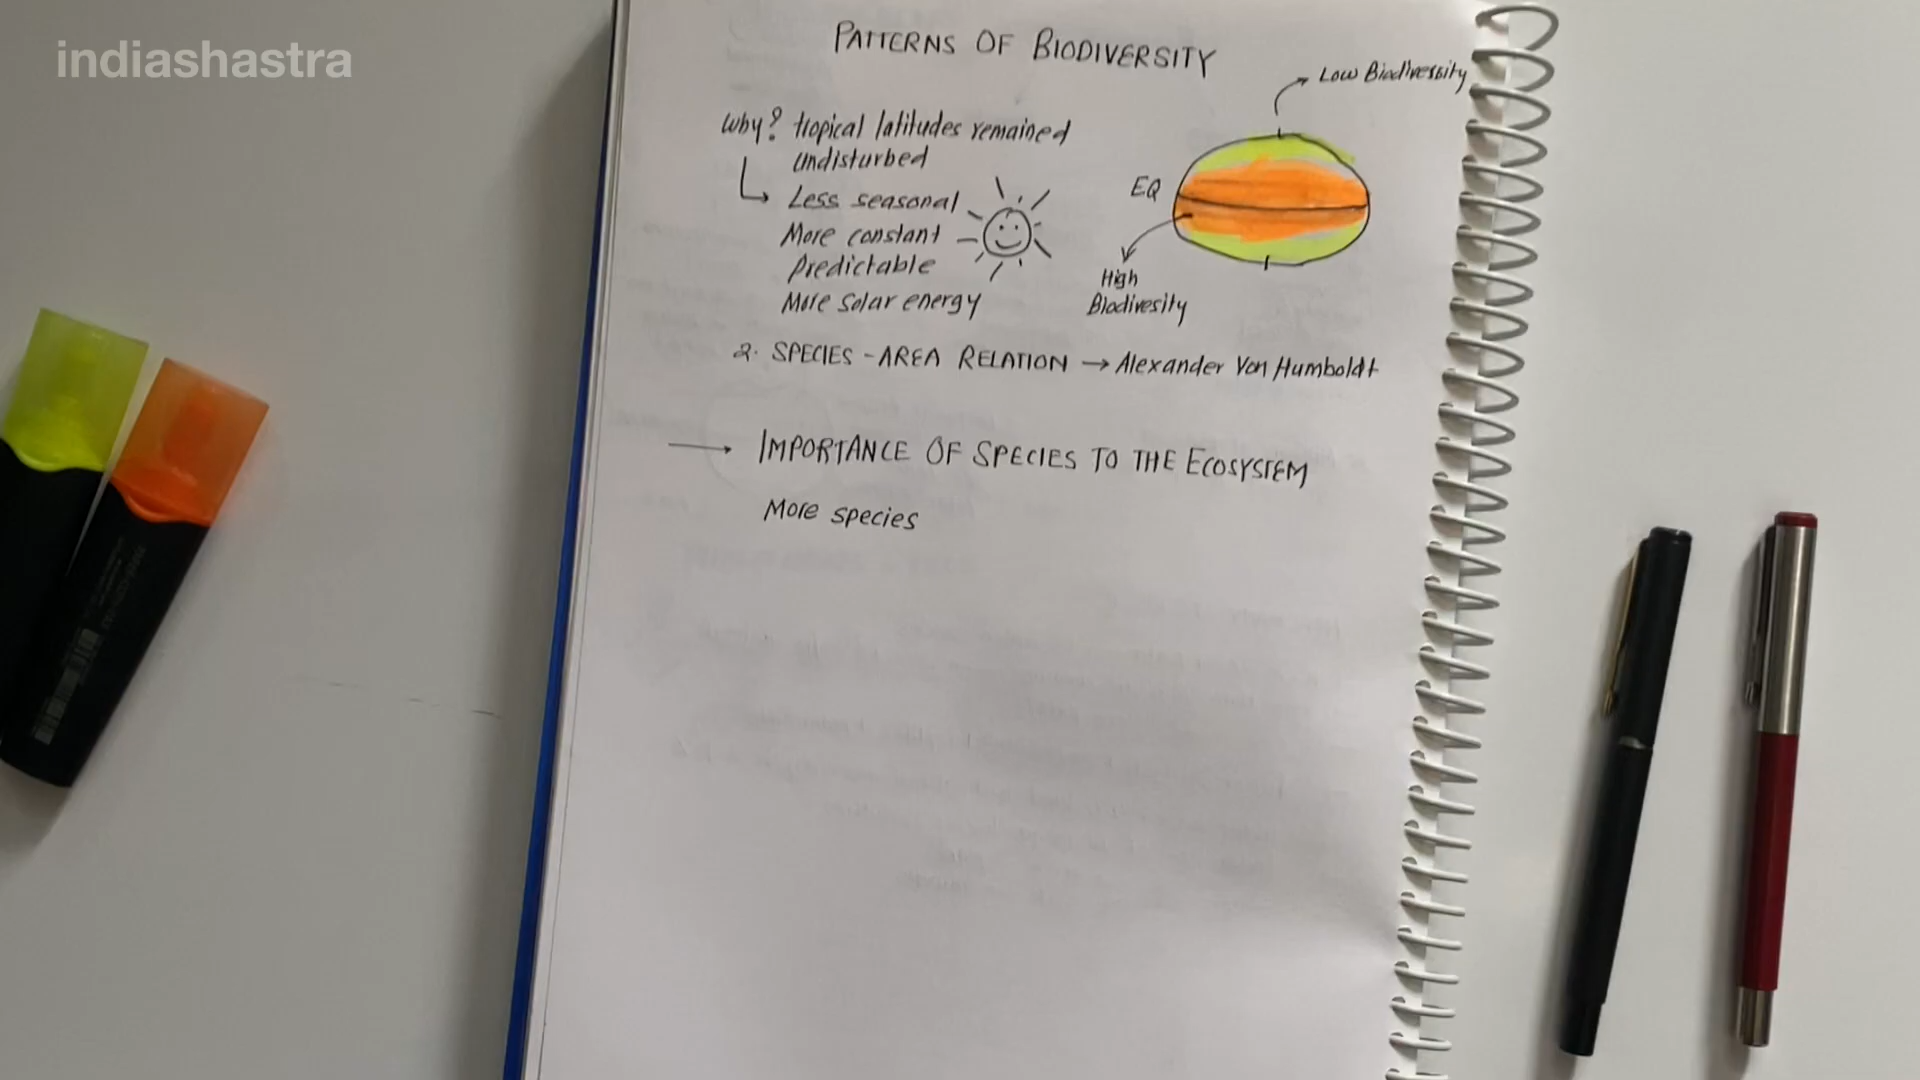 indiashastra
PATTERNS OF BIODIVERSITY
Low Biodiversity
Why? tropical latitudes remained
undisturbed
Less seasonal
More constant
predictable
More solar energy
EQ
High
Biodivesity
2. SPECIES - AREA RELATION → Alexander Von Humboldt
→ IMPORTANCE OF SPECIES TO THE ECOSYSTEM
More species